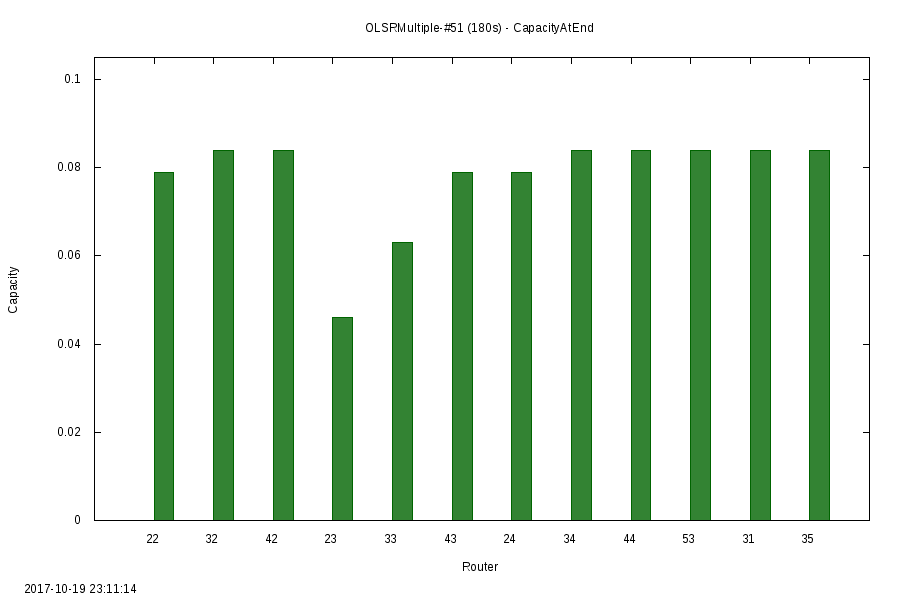 OLSRMultiple-#51 (180s) - CapacityAtEnd
0.1
0.08
0.06
0.04
0.02
0
Capacity
22 32 42 23 33 43 24 34 44 53 31 35
Router
2017-10-19 23:11:14